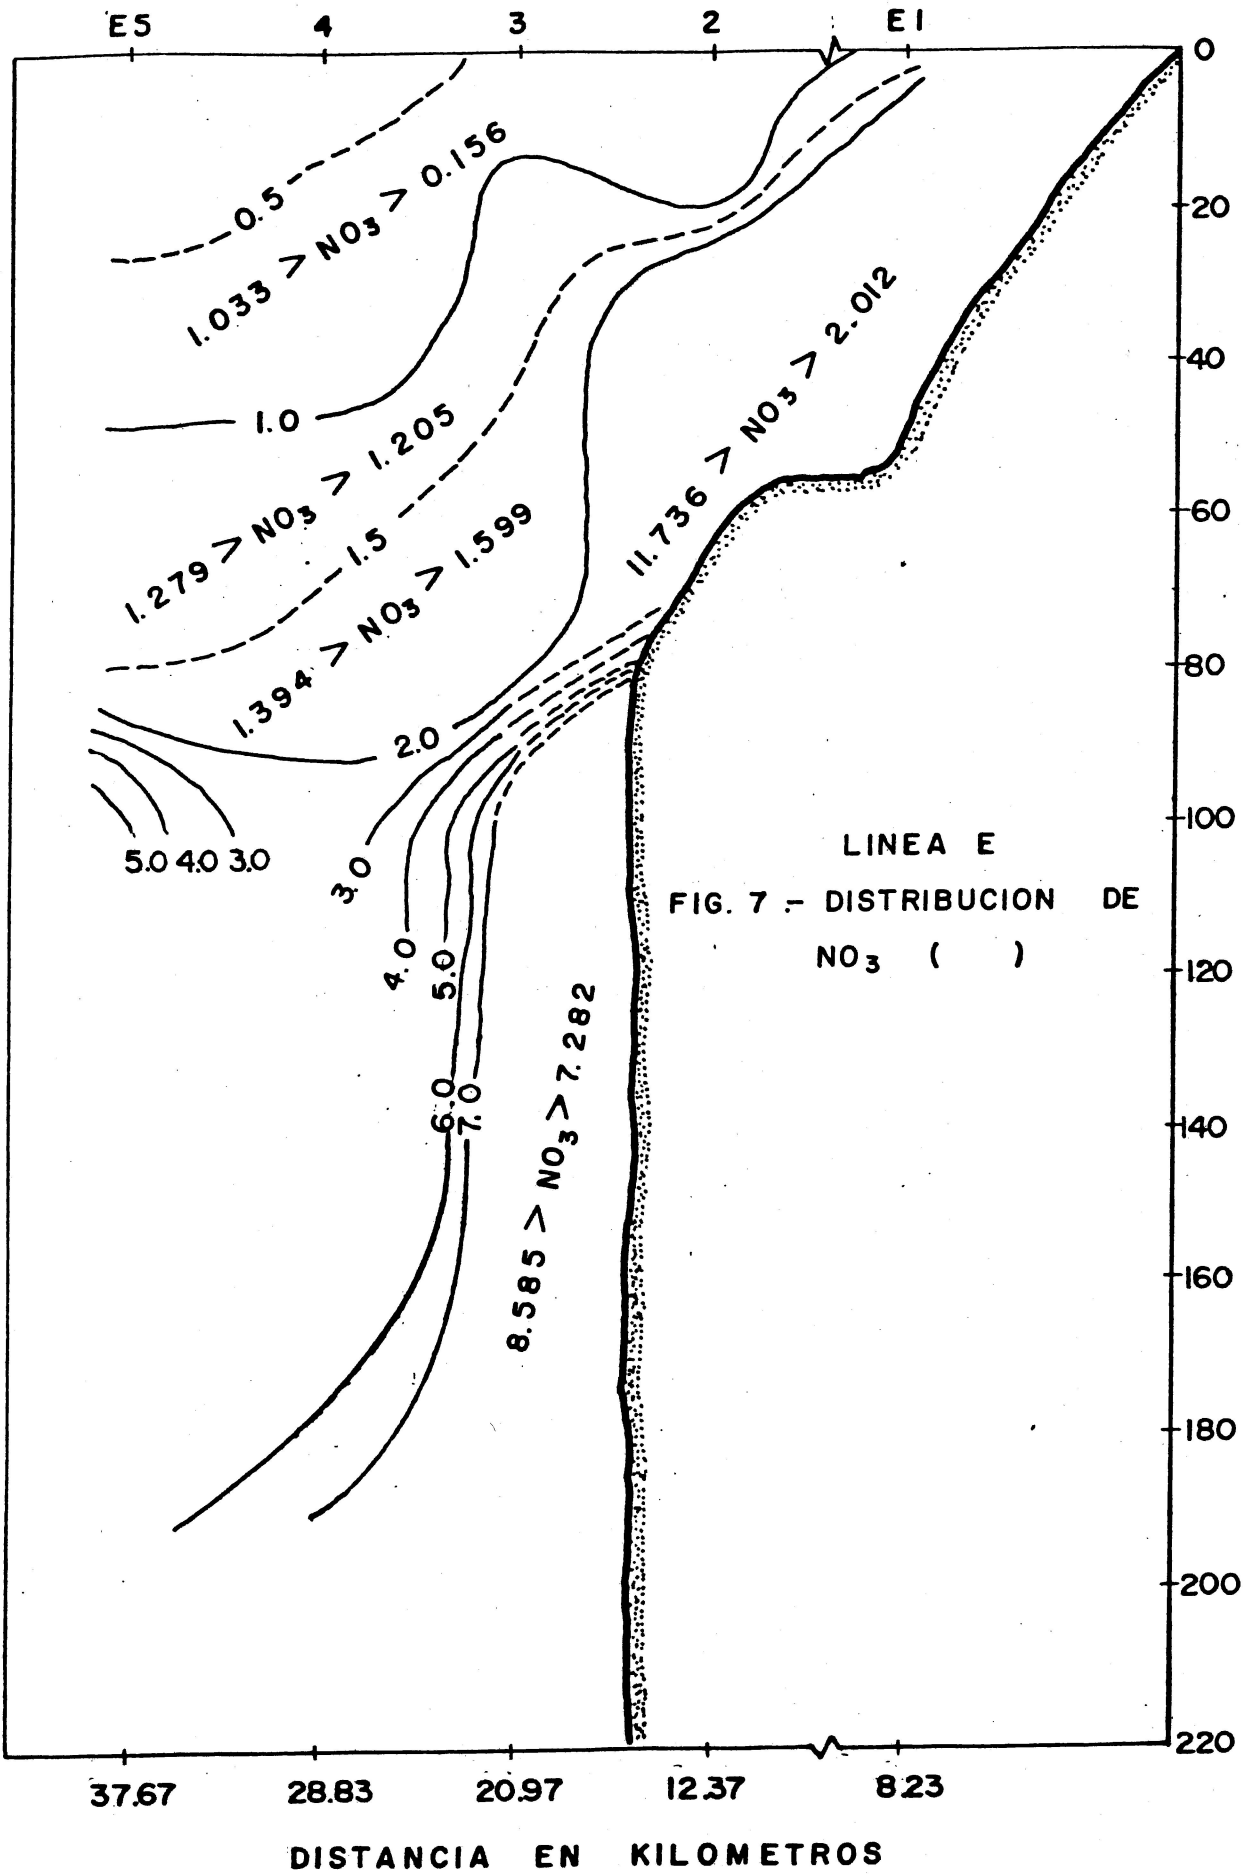 E5 4 3 2 E1
0
20
40
60
80
100
120
140
160
180
200
220
0.5
1.033 > NO3 > 0.156
1.0
1.279 > NO3 > 1.205
1.5
1.394 > NO3 > 1.599
11.736 > NO3 > 2.012
2.0
5.0 4.0 3.0
3.0
4.0
5.0
6.0
7.0
8.585 > NO3 > 7.282
LINEA E
FIG. 7 .- DISTRIBUCION DE
NO3 ( )
37.67 28.83 20.97 12.37 8.23
DISTANCIA EN KILOMETROS